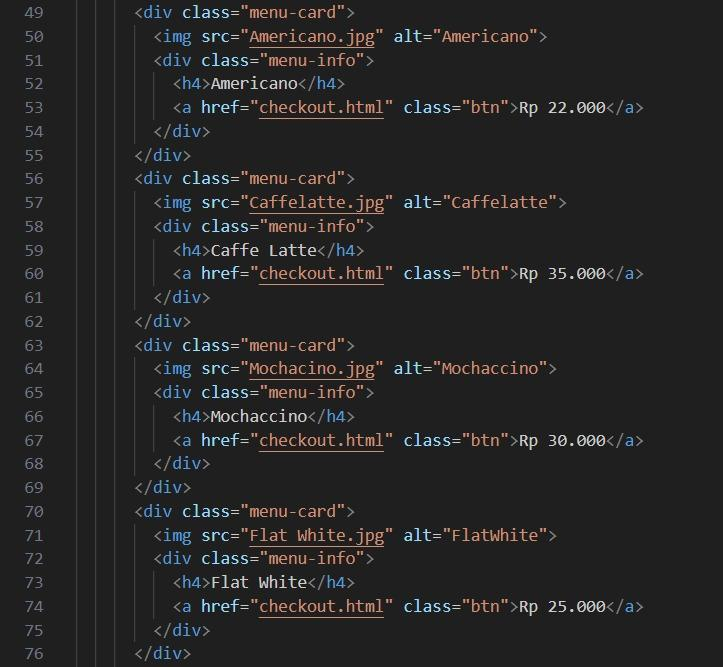 49 <div class="menu-card">
50 <img src="Americano.jpg" alt="Americano">
51 <div class="menu-info">
52 <h4>Americano</h4>
53 <a href="checkout.html" class="btn">Rp 22.000</a>
54 </div>
55 </div>
56 <div class="menu-card">
57 <img src="Caffelatte.jpg" alt="Caffelatte">
58 <div class="menu-info">
59 <h4>Caffe Latte</h4>
60 <a href="checkout.html" class="btn">Rp 35.000</a>
61 </div>
62 </div>
63 <div class="menu-card">
64 <img src="Mochacino.jpg" alt="Mochaccino">
65 <div class="menu-info">
66 <h4>Mochaccino</h4>
67 <a href="checkout.html" class="btn">Rp 30.000</a>
68 </div>
69 </div>
70 <div class="menu-card">
71 <img src="Flat White.jpg" alt="FlatWhite">
72 <div class="menu-info">
73 <h4>Flat White</h4>
74 <a href="checkout.html" class="btn">Rp 25.000</a>
75 </div>
76 </div>